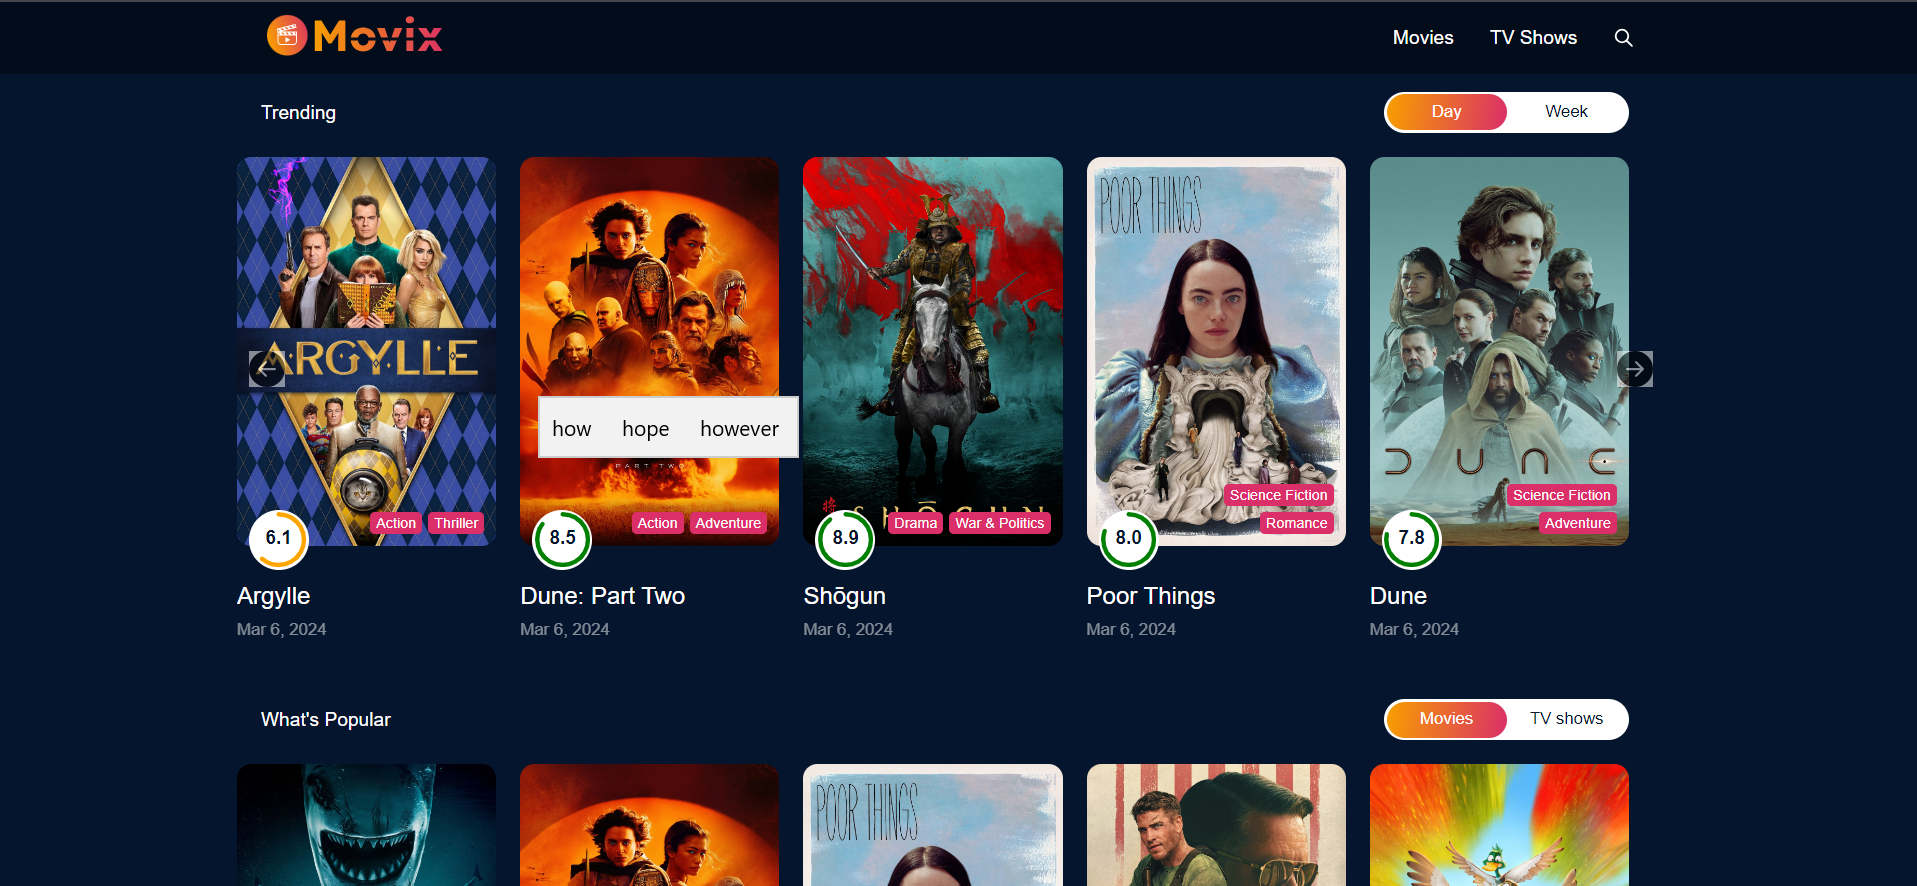 Movix
Movies TV Shows
Trending
Day Week
POOR THINGS
ARGYLLE
how hope however
PART TWO
DUNE
SHŌGUN
Action Thriller
Action Adventure
Drama War & Politics
Science Fiction
Romance
Science Fiction
Adventure
6.1
8.5
8.9
8.0
7.8
Argylle
Dune: Part Two
Shōgun
Poor Things
Dune
Mar 6, 2024
Mar 6, 2024
Mar 6, 2024
Mar 6, 2024
Mar 6, 2024
What's Popular
Movies TV shows
POOR THINGS